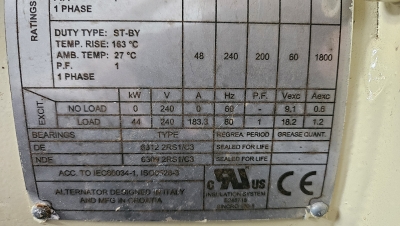 RATINGS
1 PHASE
DUTY TYPE: ST-BY
TEMP. RISE: 163 °C
AMB. TEMP: 27 °C 48 240 200 60 1800
P.F. : 1
1 PHASE
EXCIT. kW V A Hz P.F. Vexc Aexc
NO LOAD 0 240 0 60 - 9.1 0.6
LOAD 44 240 183.3 60 1 18.2 1.2
BEARINGS TYPE REGREA. PERIOD GREASE QUANT.
DE 6312 2RS1/C3 SEALED FOR LIFE -
NDE 6309 2RS1/C3 SEALED FOR LIFE -
ACC. TO IEC60034-1, ISO8528-3
ALTERNATOR DESIGNED IN ITALY
AND MFG IN CROATIA
C US
INSULATION SYSTEM
CE